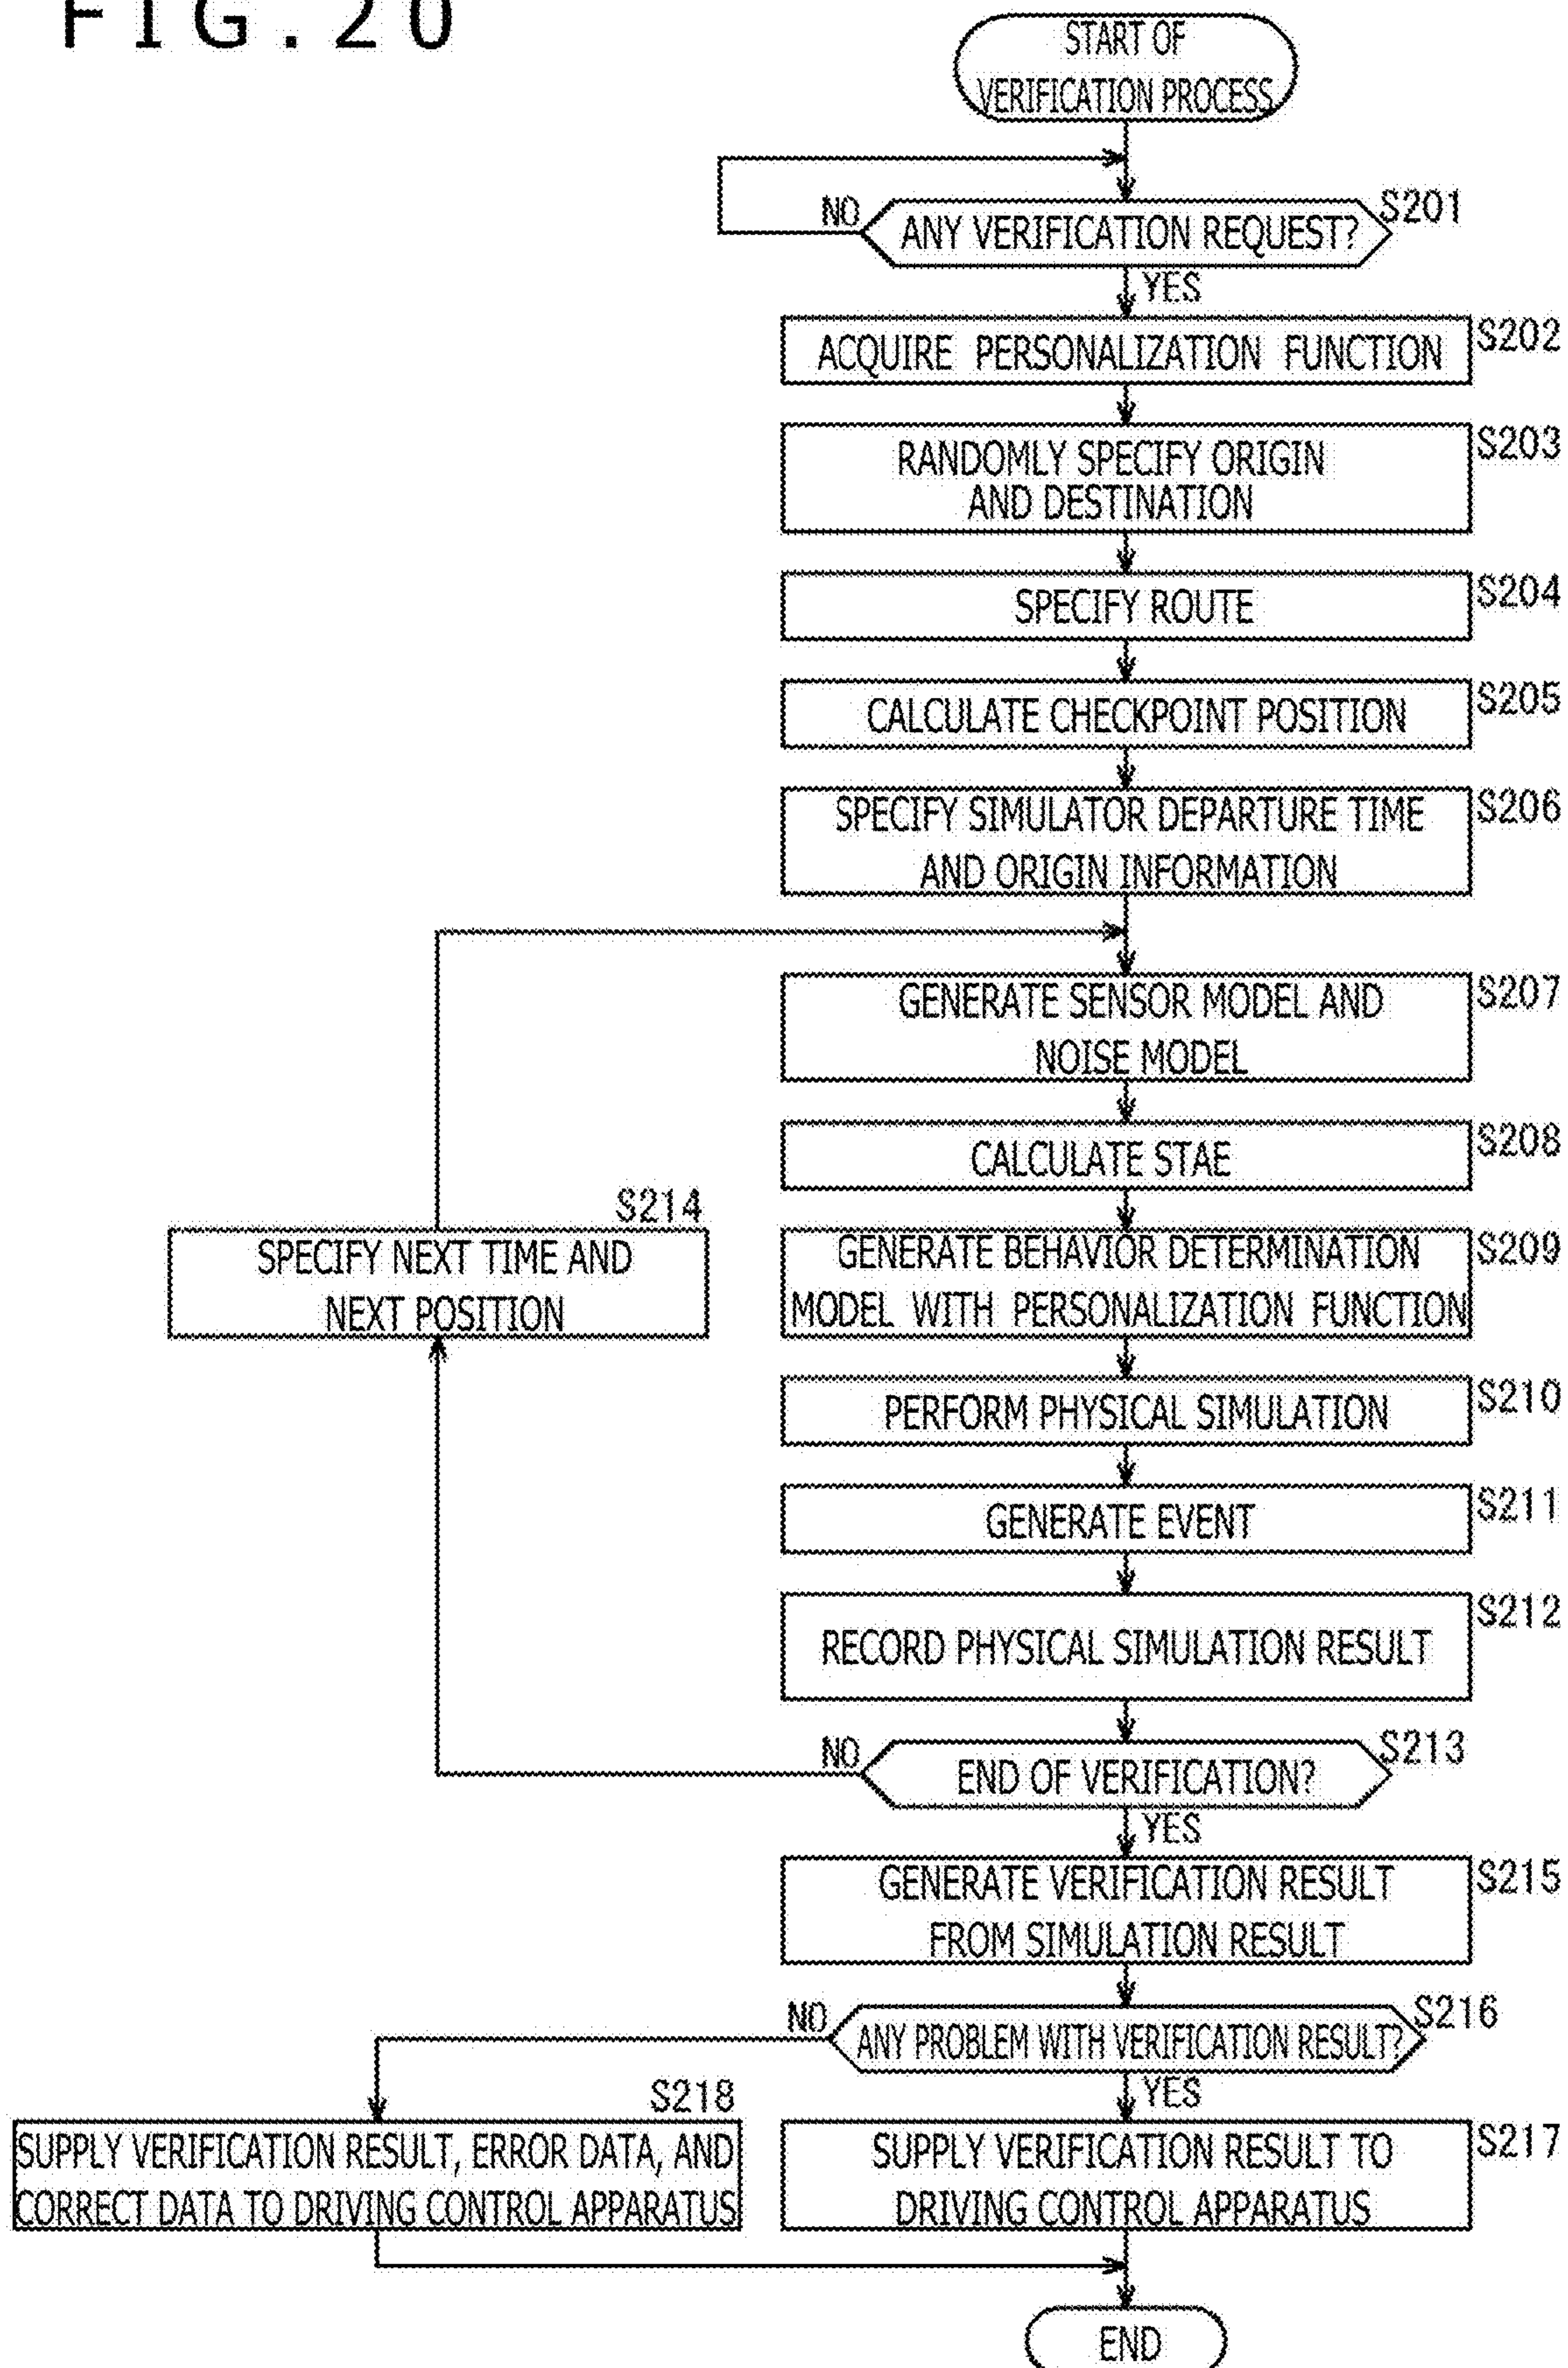 FIG.20
START OF
VERIFICATION PROCESS
NO
ANY VERIFICATION REQUEST?
S201
YES
ACQUIRE PERSONALIZATION FUNCTION
S202
RANDOMLY SPECIFY ORIGIN
AND DESTINATION
S203
SPECIFY ROUTE
S204
CALCULATE CHECKPOINT POSITION
S205
SPECIFY SIMULATOR DEPARTURE TIME
AND ORIGIN INFORMATION
S206
GENERATE SENSOR MODEL AND
NOISE MODEL
S207
CALCULATE STAE
S208
S214
SPECIFY NEXT TIME AND
NEXT POSITION
GENERATE BEHAVIOR DETERMINATION
MODEL WITH PERSONALIZATION FUNCTION
S209
PERFORM PHYSICAL SIMULATION
S210
GENERATE EVENT
S211
RECORD PHYSICAL SIMULATION RESULT
S212
NO
END OF VERIFICATION?
S213
YES
GENERATE VERIFICATION RESULT
FROM SIMULATION RESULT
S215
NO
ANY PROBLEM WITH VERIFICATION RESULT?
S216
YES
S218
SUPPLY VERIFICATION RESULT, ERROR DATA, AND
CORRECT DATA TO DRIVING CONTROL APPARATUS
SUPPLY VERIFICATION RESULT TO
DRIVING CONTROL APPARATUS
S217
END